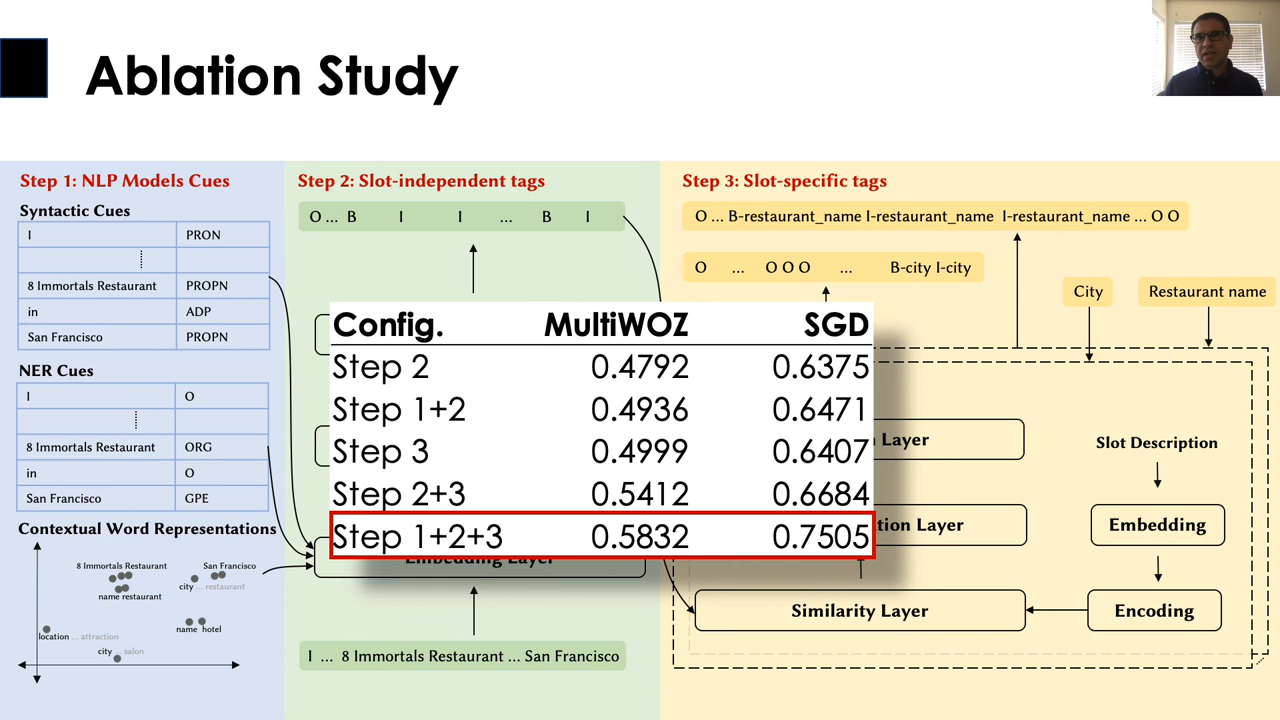 Ablation Study
Step 1: NLP Models Cues
Syntactic Cues
I PRON
8 Immortals Restaurant PROPN
in ADP
San Francisco PROPN
NER Cues
I O
8 Immortals Restaurant ORG
in O
San Francisco GPE
Contextual Word Representations
8 Immortals Restaurant
San Francisco
city ... restaurant
name restaurant
name hotel
location ... attraction
city ... salon
Step 2: Slot-independent tags
O ... B I I ... B I
Config. MultiWOZ SGD
Step 2 0.4792 0.6375
Step 1+2 0.4936 0.6471
Step 3 0.4999 0.6407
Step 2+3 0.5412 0.6684
Step 1+2+3 0.5832 0.7505
Embedding Layer
I ... 8 Immortals Restaurant ... San Francisco
Step 3: Slot-specific tags
O ... B-restaurant_name I-restaurant_name I-restaurant_name ... O O
O ... O O O ... B-city I-city
City
Restaurant name
Layer
Slot Description
tion Layer
Embedding
Similarity Layer
Encoding